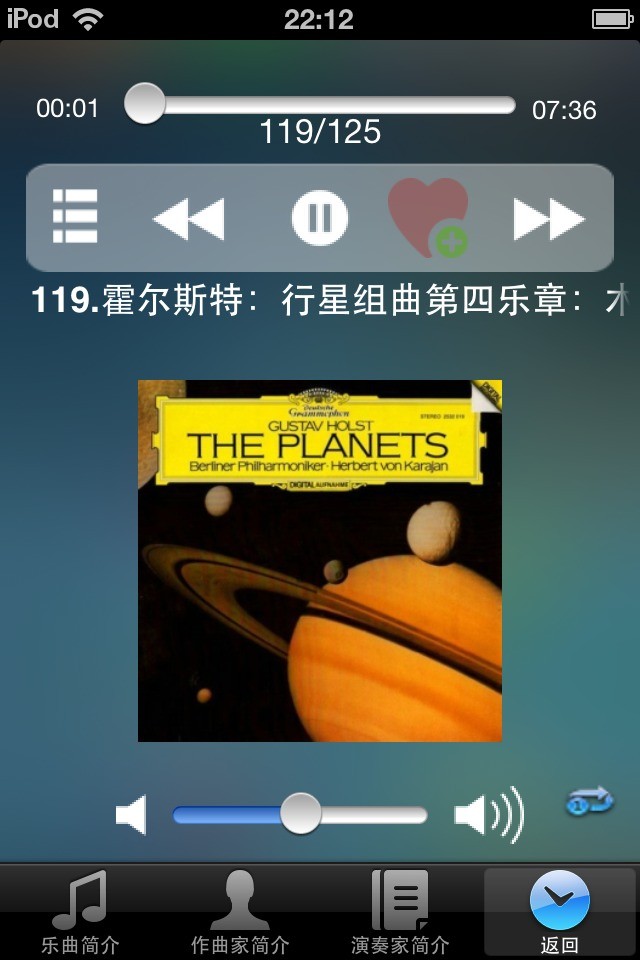 iPod 22:12
00:01 07:36
119/125
119.霍尔斯特：行星组曲第四乐章：木
Deutsche
Grammophon
STEREO
GUSTAV HOLST
THE PLANETS
Berliner Philharmoniker·Herbert von Karajan
DIGITAL AUFNAHME
1
乐曲简介 作曲家简介 演奏家简介 返回